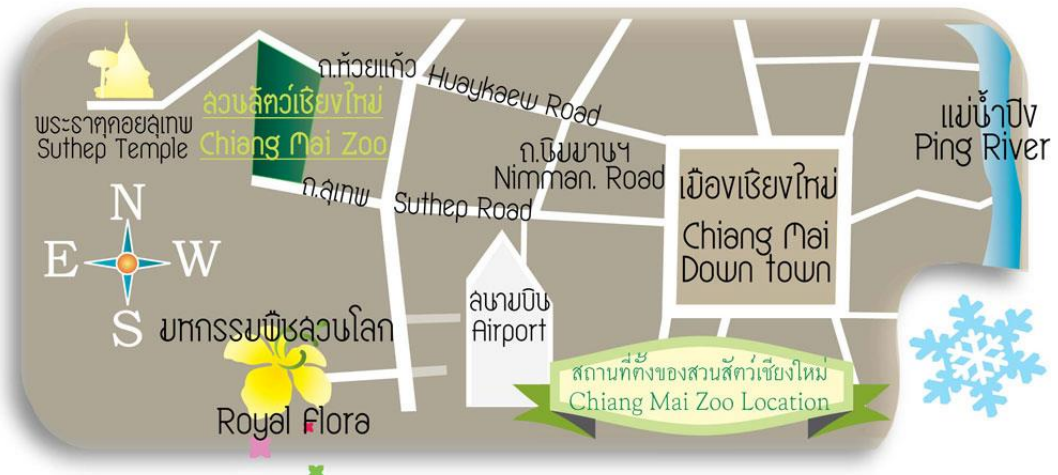 พระธาตุดอยสุเทพ
Suthep Temple
สวนสัตว์เชียงใหม่
Chiang Mai Zoo
ถ.ห้วยแก้ว Huaykaew Road
ถ.สุเทพ Suthep Road
ถ.นิมมานฯ
Nimman. Road
เมืองเชียงใหม่
Chiang Mai
Down town
แม่น้ำปิง
Ping River
N
E W
S
มหกรรมพืชสวนโลก
Royal Flora
สนามบิน
Airport
สถานที่ตั้งของสวนสัตว์เชียงใหม่
Chiang Mai Zoo Location